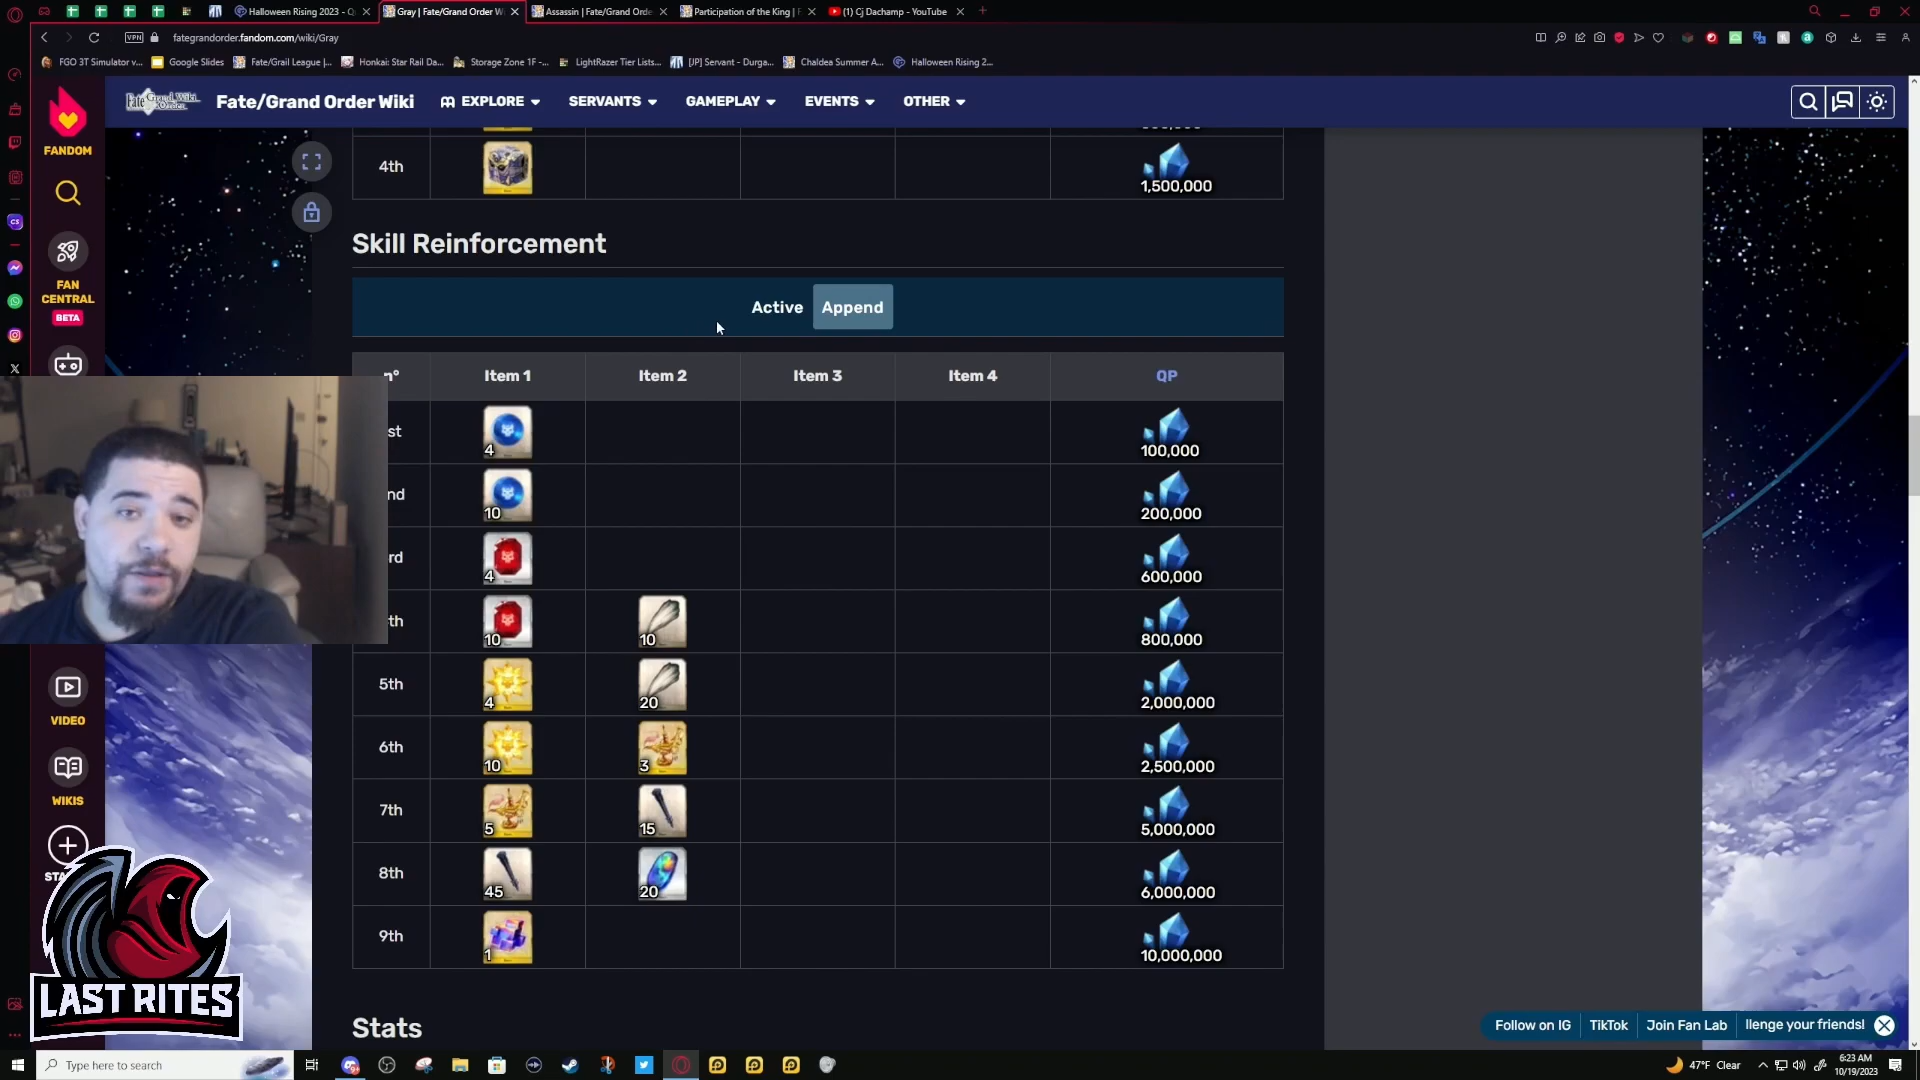 Halloween Rising 2023 - Q
Gray | Fate/Grand Order W
Assassin | Fate/Grand Orde
Participation of the King | F
(1) Cj Dachamp - YouTube
VPN
fategrandorder.fandom.com/wiki/Gray
FGO 3T Simulator v...
Google Slides
Fate/Grail League |...
Honkai: Star Rail Da...
Storage Zone 1F -...
LightRazer Tier Lists...
[JP] Servant - Durga...
Chaldea Summer A...
Halloween Rising 2...
Fate/Grand Order Wiki
EXPLORE
SERVANTS
GAMEPLAY
EVENTS
OTHER
FANDOM
FAN
CENTRAL
BETA
VIDEO
WIKIS
4th
1,500,000
Skill Reinforcement
Active
Append
n°
Item 1
Item 2
Item 3
Item 4
QP
st
4
100,000
nd
10
200,000
rd
4
600,000
th
10
10
800,000
5th
4
20
2,000,000
6th
10
3
2,500,000
7th
5
15
5,000,000
8th
45
20
6,000,000
9th
1
10,000,000
Stats
LAST RITES
Follow on IG
TikTok
Join Fan Lab
llenge your friends!
Type here to search
47°F Clear
6:23 AM
10/19/2023